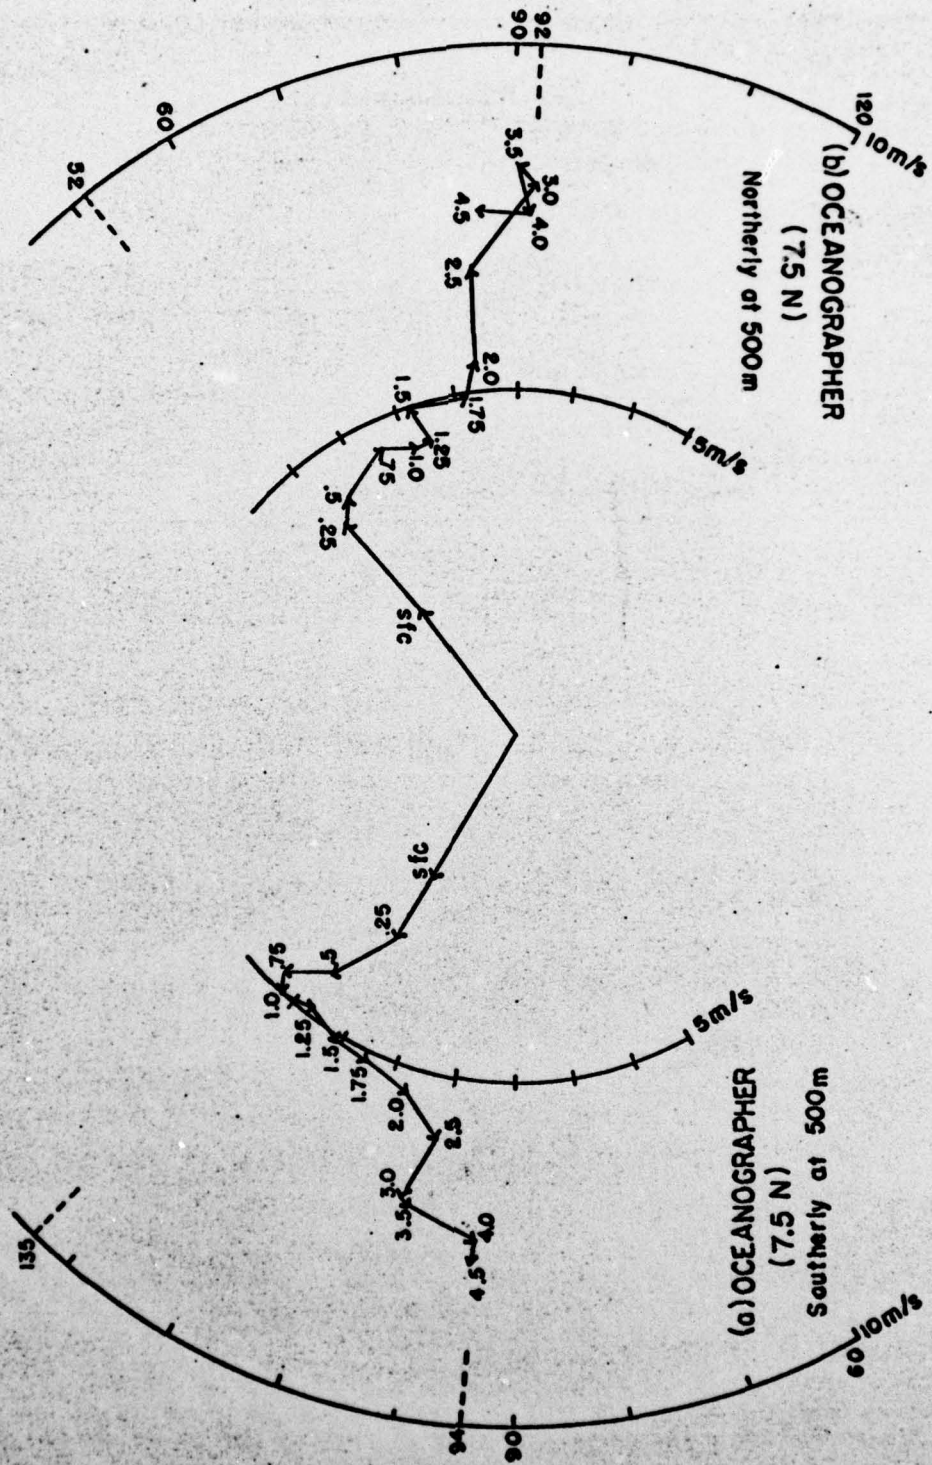 120 10m/s
(b) OCEANOGRAPHER
(7.5 N)
Northerly at 500m
5m/s
90
92
60
52
3.5
3.0
4.0
4.5
2.5
2.0
1.75
1.5
1.25
1.0
.75
.5
.25
sfc
(a) OCEANOGRAPHER
(7.5 N)
Southerly at 500m
5m/s
60 10m/s
sfc
.25
.5
.75
1.0
1.25
1.5
1.75
2.0
2.5
3.0
3.5
4.0
4.5
94
90
135